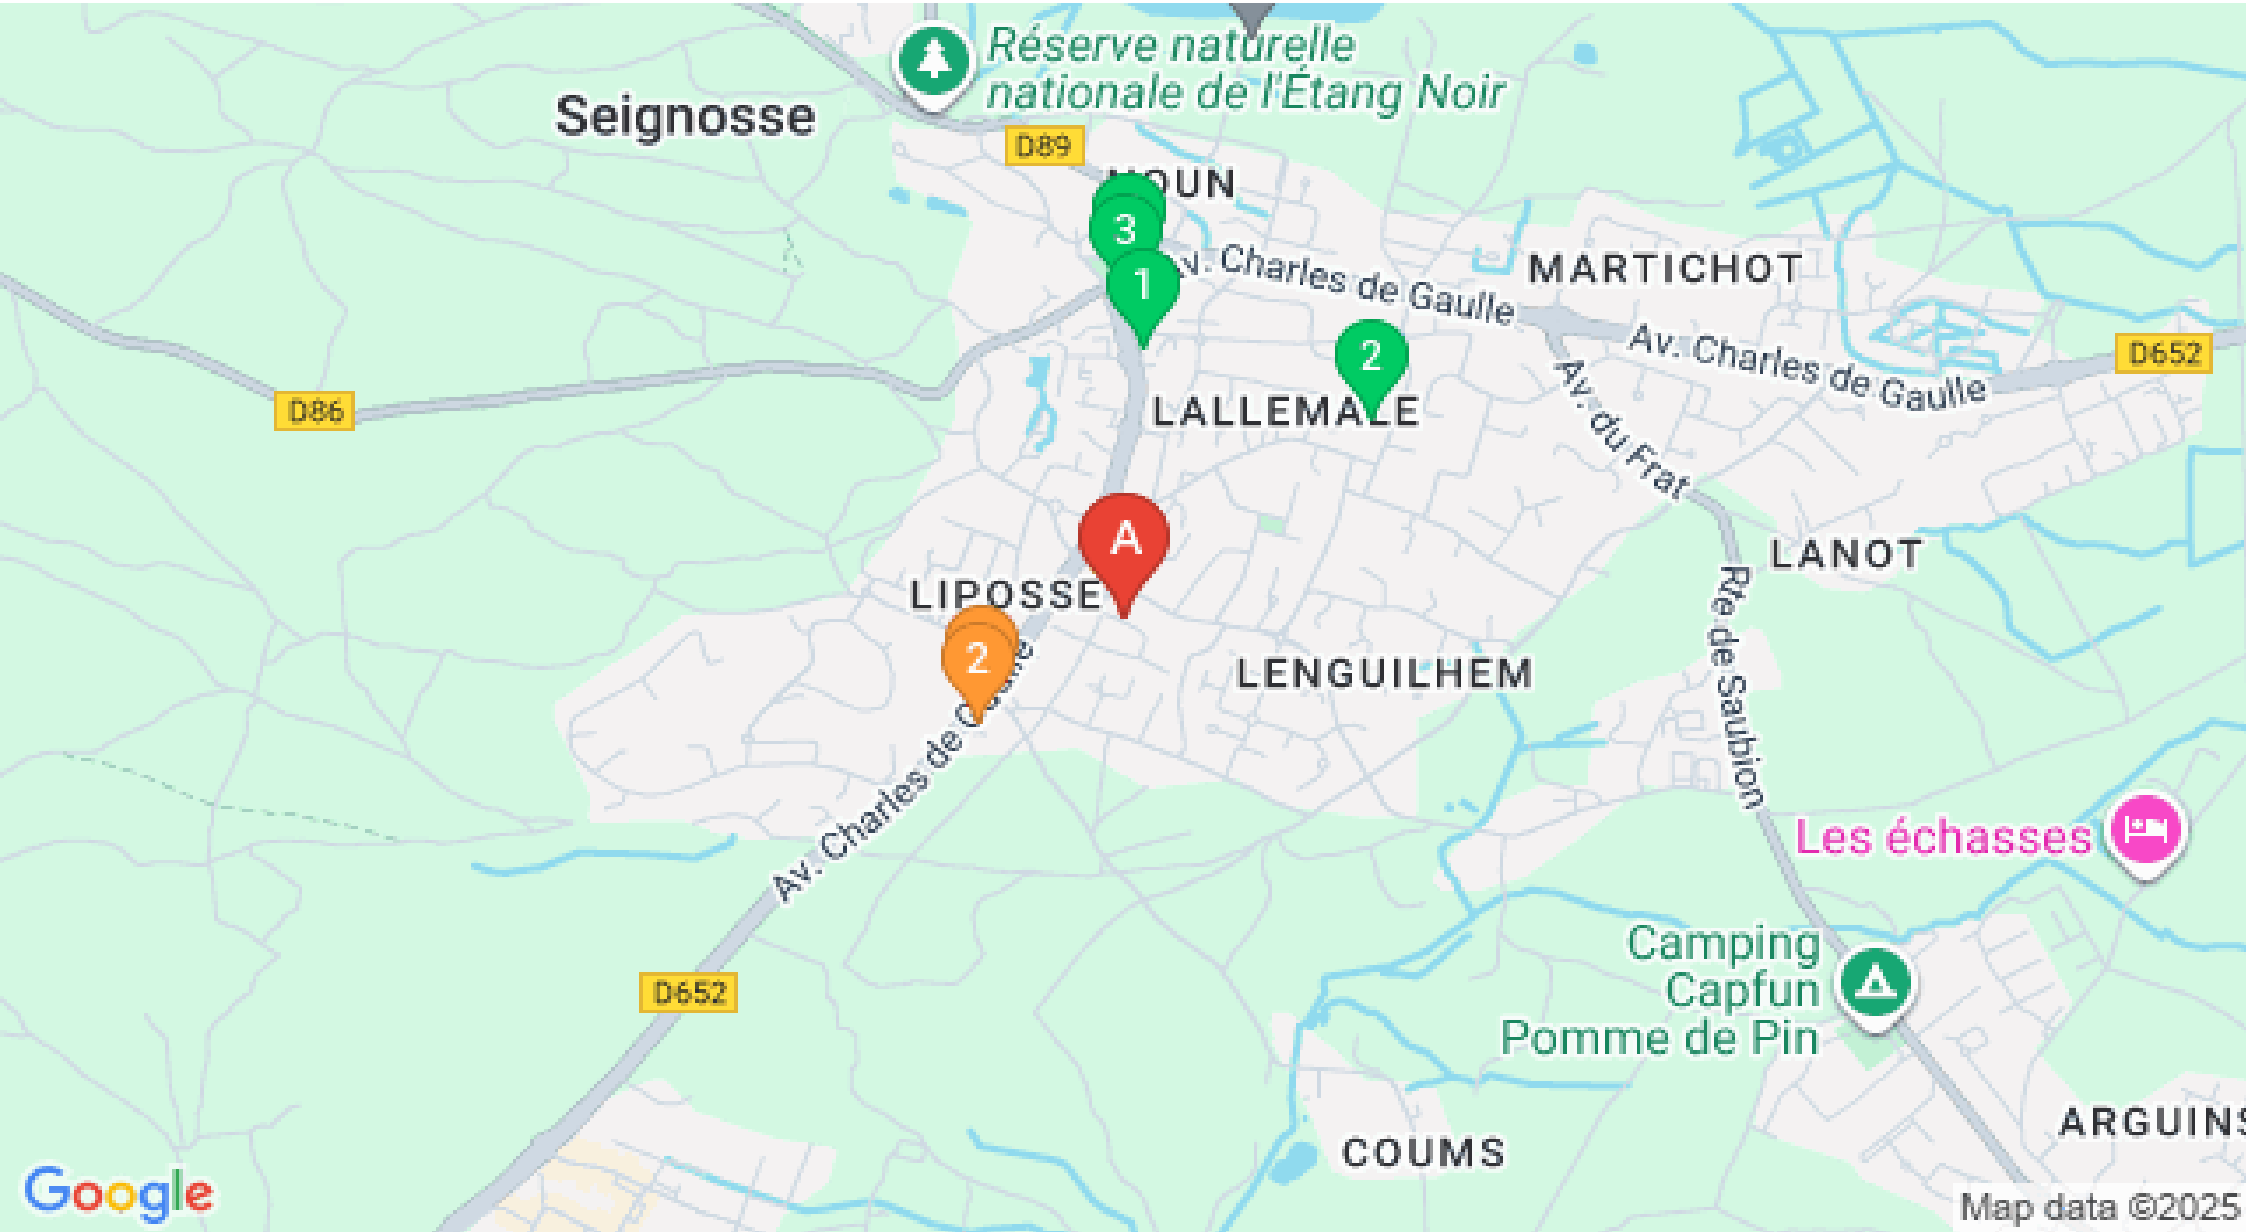 Réserve naturelle
nationale de l'Étang Noir
Seignosse
D89
MOUN
3
Av. Charles de Gaulle
1
MARTICHOT
2
Av. Charles de Gaulle
D652
D86
LALLEMALE
Av. du Frat
A
LANOT
LIPOSSE
Rte de Saubion
2
LENGUILHEM
Av. Charles de Gaulle
Les échasses
Camping
Capfun
Pomme de Pin
D652
ARGUINS
COUMS
Google
Map data ©2025